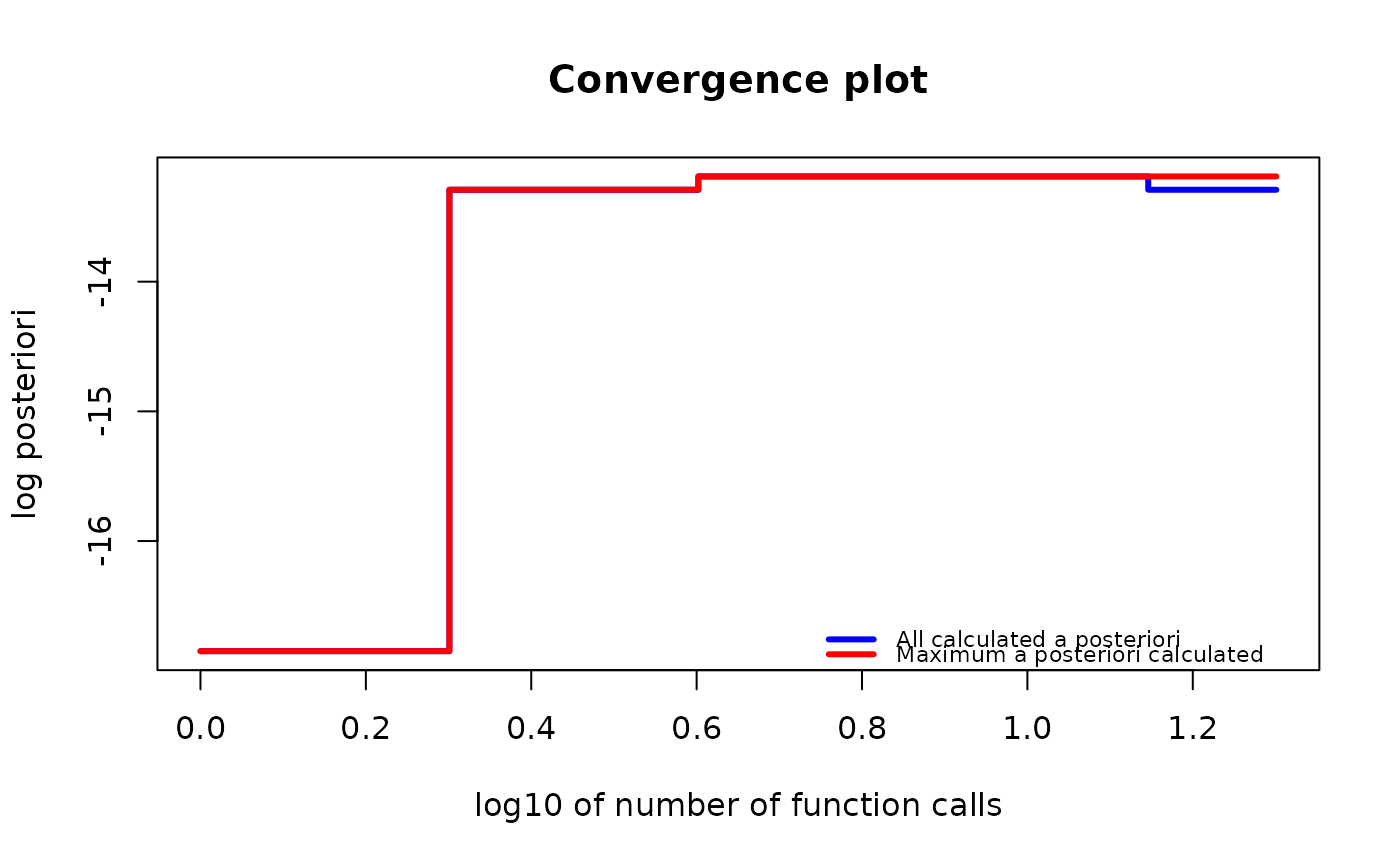 Convergence plot
log posteriori
-14
-15
-16
All calculated a posteriori
Maximum a posteriori calculated
0.0 0.2 0.4 0.6 0.8 1.0 1.2
log10 of number of function calls